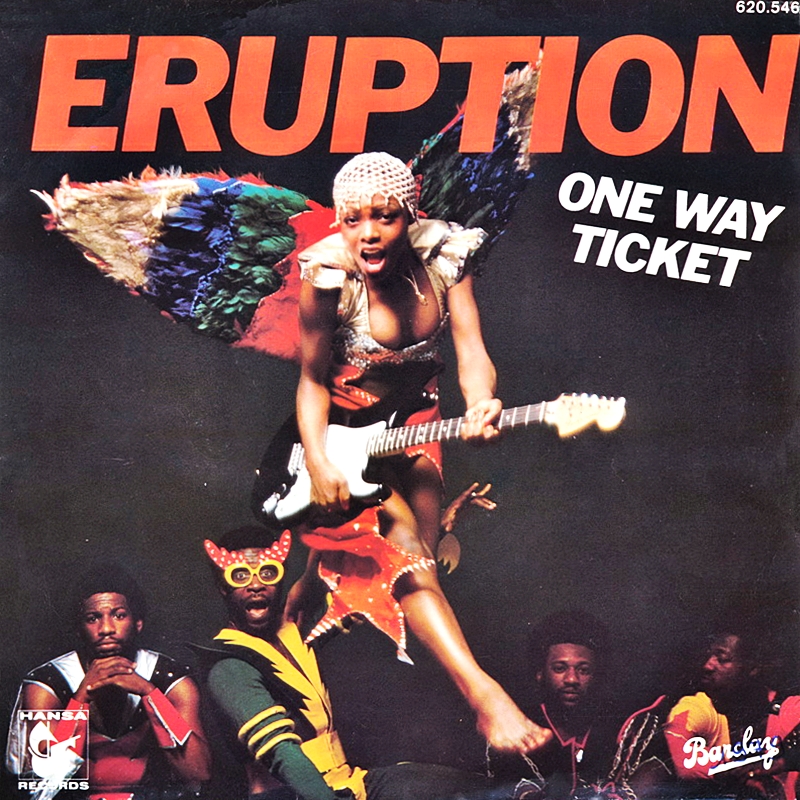 620.546
ERUPTION
ONE WAY
TICKET
HANSA
RECORDS
Barclay